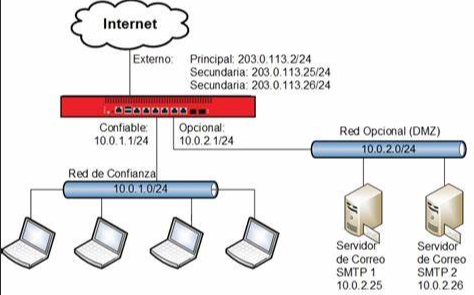 Internet
Externo: Principal: 203.0.113.2/24
Secundaria: 203.0.113.25/24
Secundaria: 203.0.113.26/24
Confiable:
10.0.1.1/24
Opcional:
10.0.2.1/24
Red Opcional (DMZ)
10.0.2.0/24
Red de Confianza
10.0.1.0/24
Servidor
de Correo
SMTP 1
10.0.2.25
Servidor
de Correo
SMTP 2
10.0.2.26